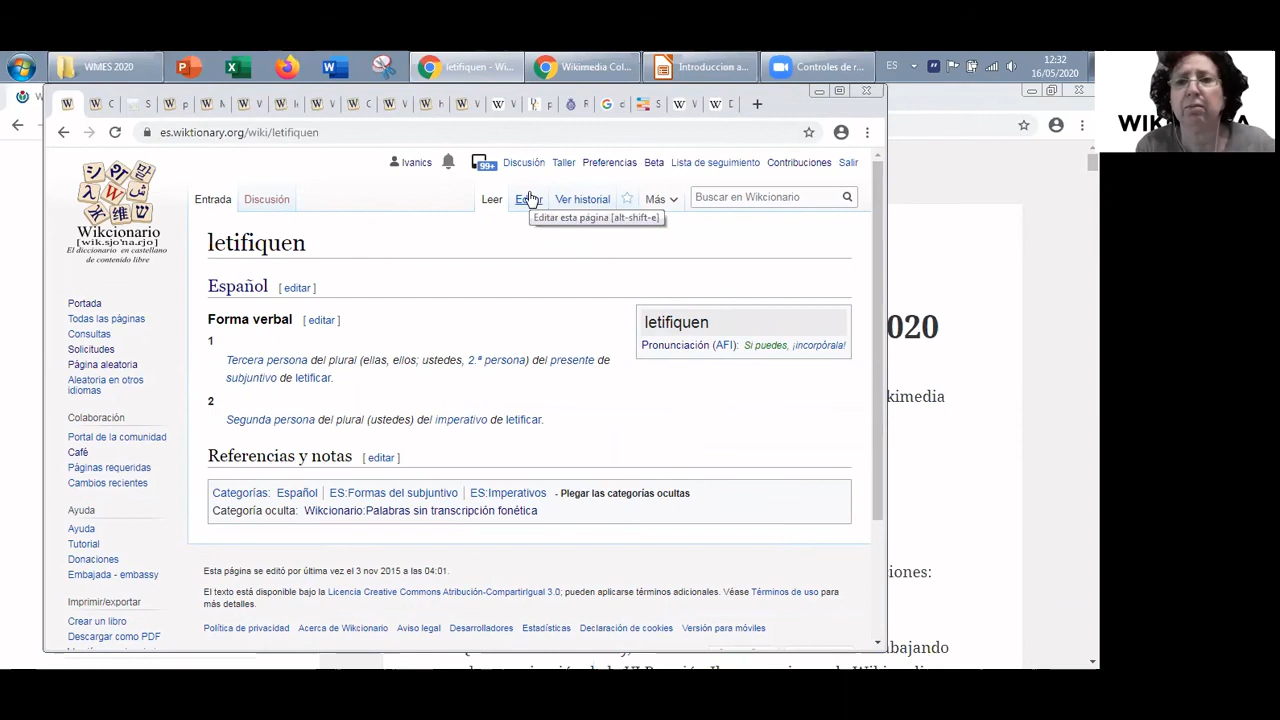 WMES 2020
letifiquen - Wi...
Wikimedia Col...
Introduccion a...
Controles de r...
ES
12:32
16/05/2020
es.wiktionary.org/wiki/letifiquen
Ivanics
99+
Discusión
Taller
Preferencias
Beta
Lista de seguimiento
Contribuciones
Salir
Entrada
Discusión
Leer
Ver historial
Más
Buscar en Wikcionario
Editar esta página [alt-shift-e]
Wikcionario
[wik.sjo'na.rjo]
El diccionario en castellano
de contenido libre
letifiquen
Español [ editar ]
Forma verbal [ editar ]
1
Tercera persona del plural (ellas, ellos; ustedes, 2.ª persona) del presente de
subjuntivo de letificar.
2
Segunda persona del plural (ustedes) del imperativo de letificar.
letifiquen
Pronunciación (AFI): Si puedes, ¡incorpórala!
Referencias y notas [ editar ]
Categorías: Español | ES:Formas del subjuntivo | ES:Imperativos - Plegar las categorías ocultas
Categoría oculta: Wikcionario:Palabras sin transcripción fonética
Portada
Todas las páginas
Consultas
Solicitudes
Página aleatoria
Aleatoria en otros
idiomas
Colaboración
Portal de la comunidad
Café
Páginas requeridas
Cambios recientes
Ayuda
Ayuda
Tutorial
Donaciones
Embajada - embassy
Imprimir/exportar
Crear un libro
Descargar como PDF
Esta página se editó por última vez el 3 nov 2015 a las 04:01.
El texto está disponible bajo la Licencia Creative Commons Atribución-CompartirIgual 3.0; pueden aplicarse términos adicionales. Véase Términos de uso para
más detalles.
Política de privacidad
Acerca de Wikcionario
Aviso legal
Desarrolladores
Estadísticas
Declaración de cookies
Versión para móviles
020
kimedia
iones:
abajando